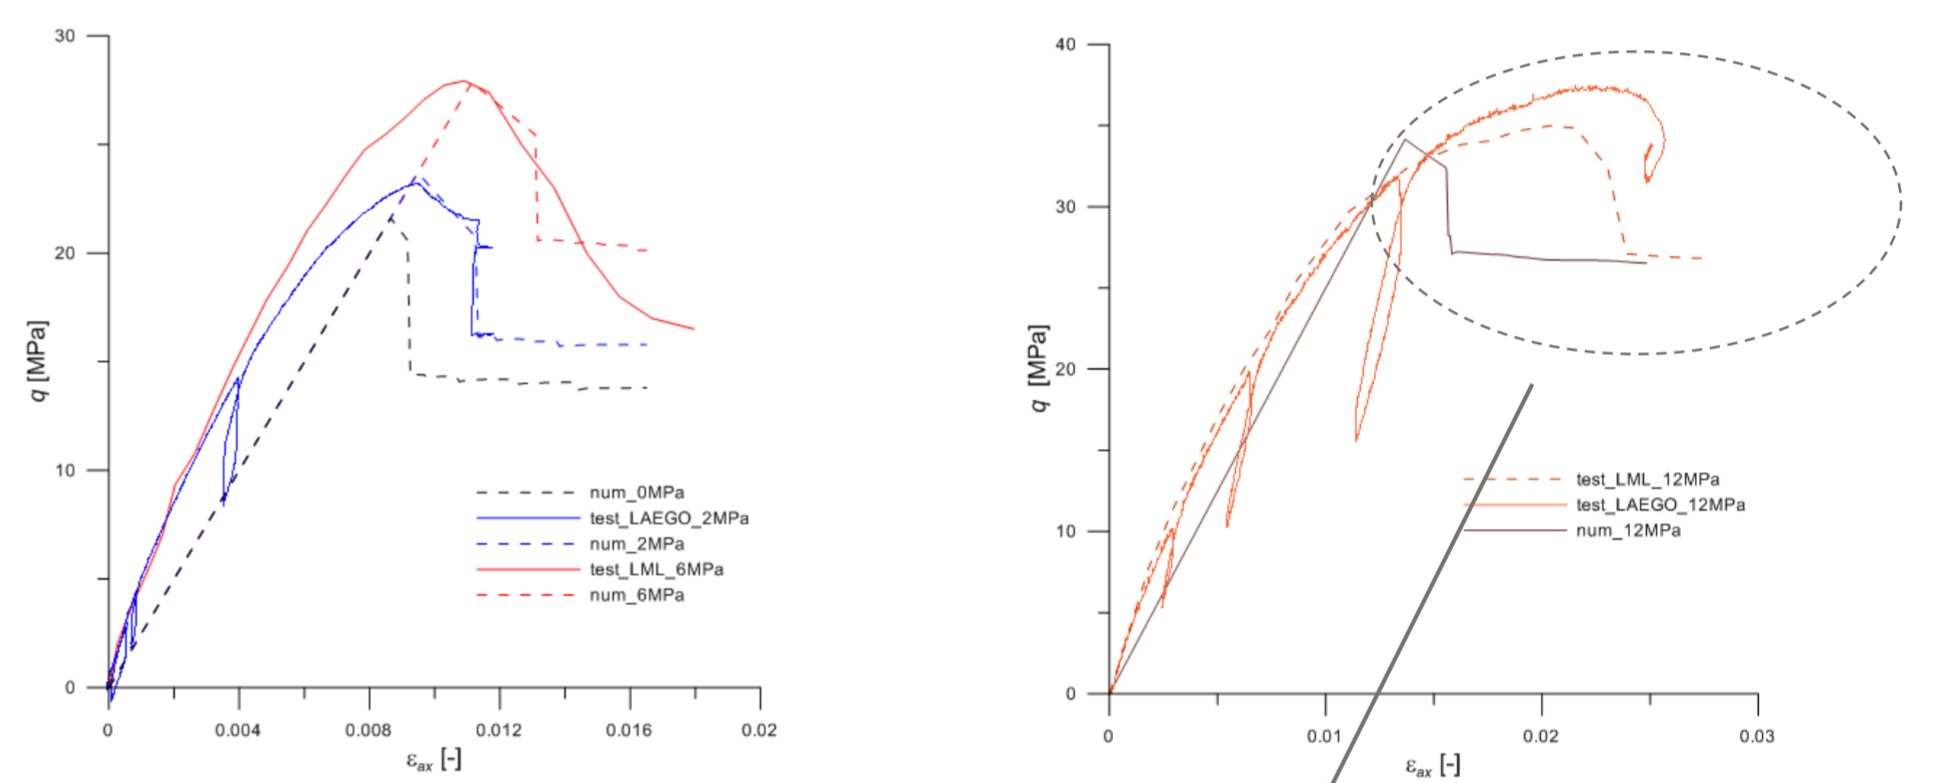 30
20
10
0
q [MPa]
0
0.004
0.008
0.012
0.016
0.02
εax [-]
num_0MPa
test_LAEGO_2MPa
num_2MPa
test_LML_6MPa
num_6MPa
40
30
20
10
0
q [MPa]
0
0.01
0.02
0.03
εax [-]
test_LML_12MPa
test_LAEGO_12MPa
num_12MPa